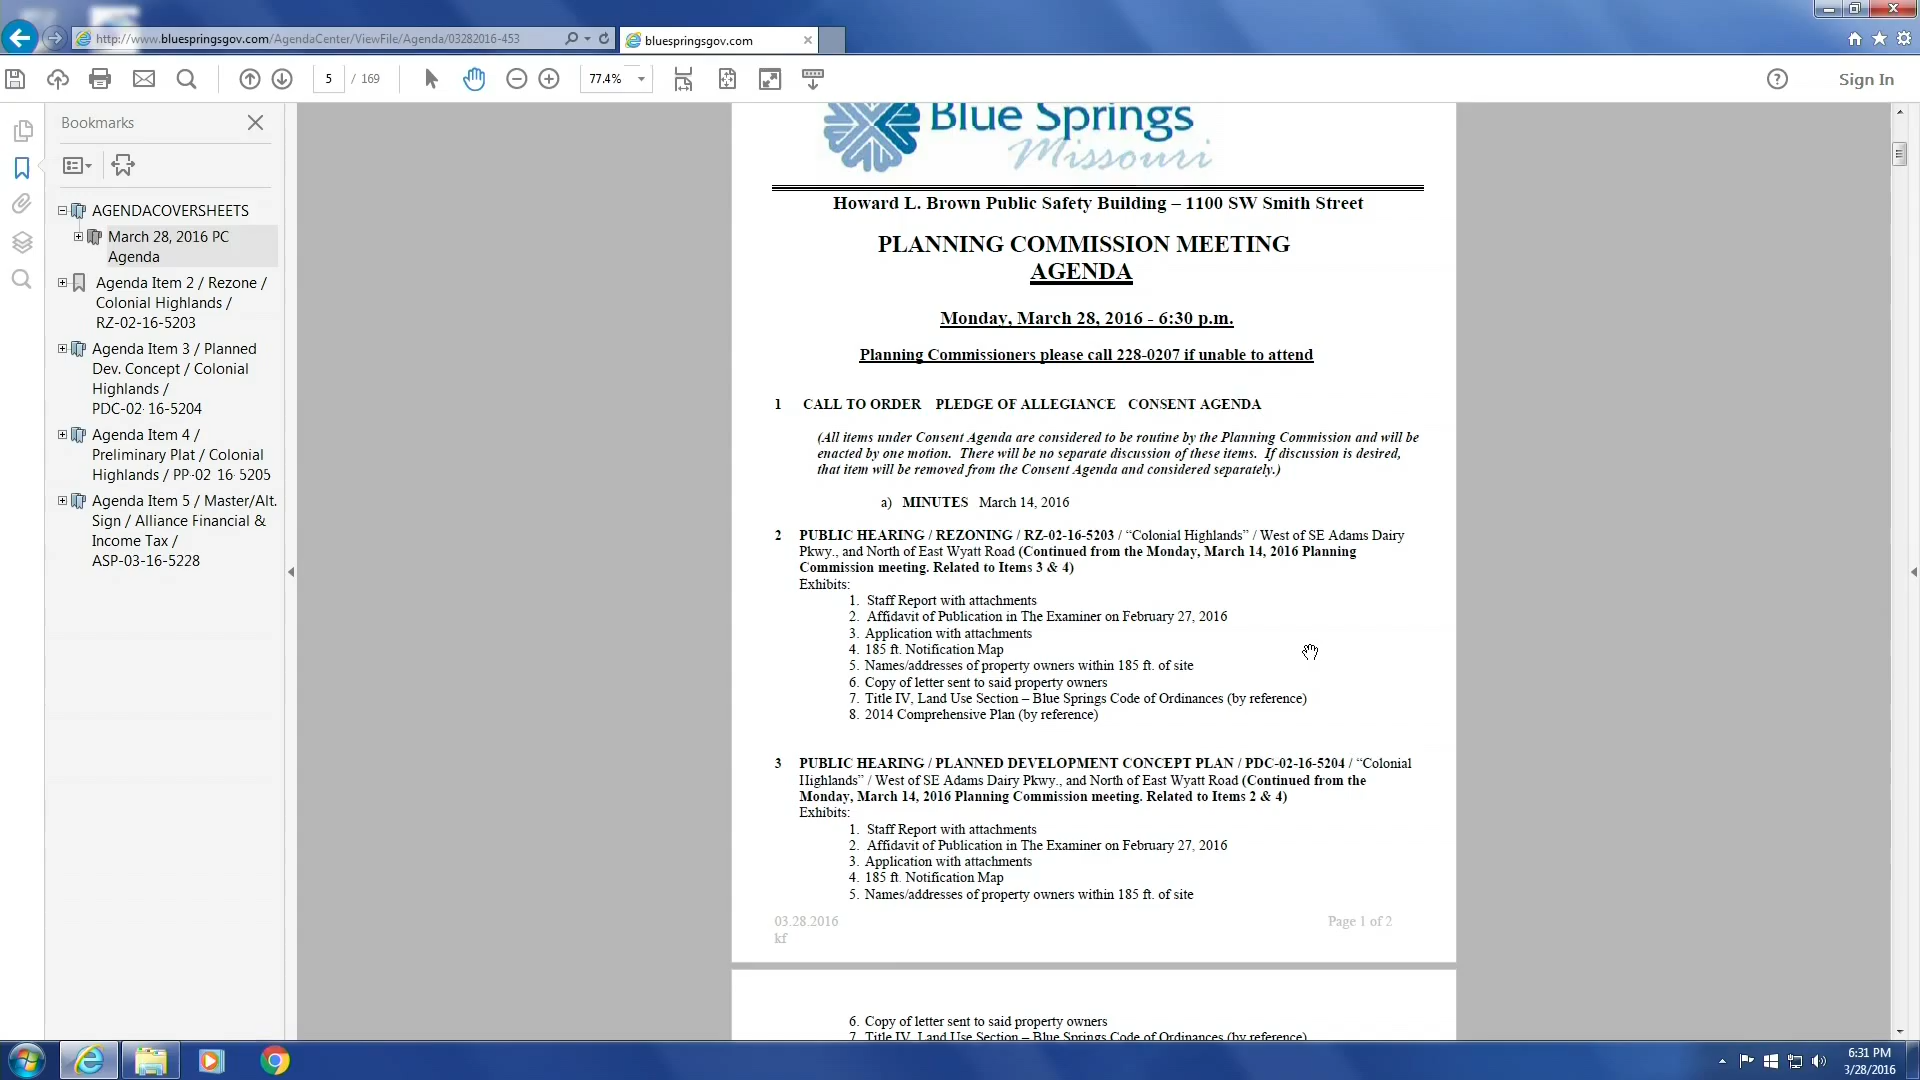 http://www.bluespringsgov.com/AgendaCenter/ViewFile/Agenda/03282016-453
bluespringsgov.com
5 / 169
77.4%
Sign In
Bookmarks
AGENDACOVERSHEETS
March 28, 2016 PC
Agenda
Agenda Item 2 / Rezone /
Colonial Highlands /
RZ-02-16-5203
Agenda Item 3 / Planned
Dev. Concept / Colonial
Highlands /
PDC-02-16-5204
Agenda Item 4 /
Preliminary Plat / Colonial
Highlands / PP-02-16-5205
Agenda Item 5 / Master/Alt.
Sign / Alliance Financial &
Income Tax /
ASP-03-16-5228
Blue Springs
Missouri
Howard L. Brown Public Safety Building – 1100 SW Smith Street
PLANNING COMMISSION MEETING
AGENDA
Monday, March 28, 2016 - 6:30 p.m.
Planning Commissioners please call 228-0207 if unable to attend
1 CALL TO ORDER PLEDGE OF ALLEGIANCE CONSENT AGENDA
(All items under Consent Agenda are considered to be routine by the Planning Commission and will be
enacted by one motion. There will be no separate discussion of these items. If discussion is desired,
that item will be removed from the Consent Agenda and considered separately.)
a) MINUTES March 14, 2016
2 PUBLIC HEARING / REZONING / RZ-02-16-5203 / “Colonial Highlands” / West of SE Adams Dairy
Pkwy., and North of East Wyatt Road (Continued from the Monday, March 14, 2016 Planning
Commission meeting. Related to Items 3 & 4)
Exhibits:
1. Staff Report with attachments
2. Affidavit of Publication in The Examiner on February 27, 2016
3. Application with attachments
4. 185 ft. Notification Map
5. Names/addresses of property owners within 185 ft. of site
6. Copy of letter sent to said property owners
7. Title IV, Land Use Section – Blue Springs Code of Ordinances (by reference)
8. 2014 Comprehensive Plan (by reference)
3 PUBLIC HEARING / PLANNED DEVELOPMENT CONCEPT PLAN / PDC-02-16-5204 / “Colonial
Highlands” / West of SE Adams Dairy Pkwy., and North of East Wyatt Road (Continued from the
Monday, March 14, 2016 Planning Commission meeting. Related to Items 2 & 4)
Exhibits:
1. Staff Report with attachments
2. Affidavit of Publication in The Examiner on February 27, 2016
3. Application with attachments
4. 185 ft. Notification Map
5. Names/addresses of property owners within 185 ft. of site
03.28.2016 Page 1 of 2
kf
6. Copy of letter sent to said property owners
7. Title IV, Land Use Section – Blue Springs Code of Ordinances (by reference)
6:31 PM
3/28/2016